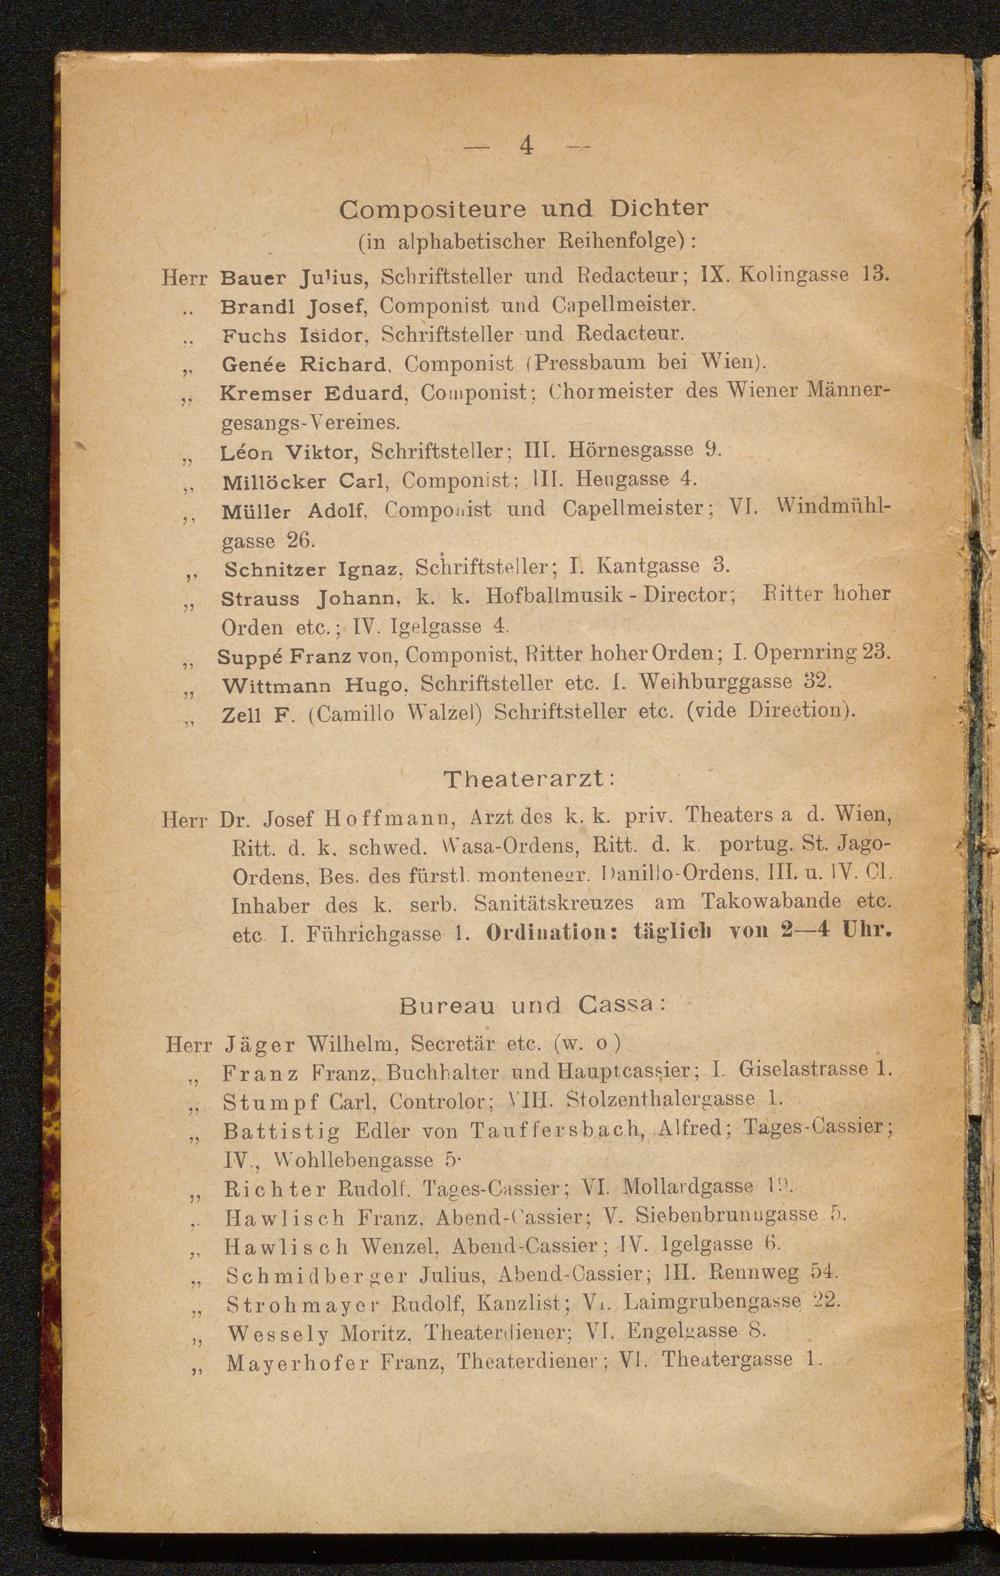 — 4 —
Compositeure und Dichter
(in alphabetischer Reihenfolge):
Herr Bauer Julius, Schriftsteller und Redacteur; IX. Kolingasse 13.
„ Brandl Josef, Componist und Capellmeister.
„ Fuchs Isidor, Schriftsteller und Redacteur.
„ Genée Richard, Componist (Pressbaum bei Wien).
„ Kremser Eduard, Componist; Chormeister des Wiener Männer-
gesangs-Vereines.
„ Léon Viktor, Schriftsteller; III. Hörnesgasse 9.
„ Millöcker Carl, Componist; III. Heugasse 4.
„ Müller Adolf, Componist und Capellmeister; VI. Windmühl-
gasse 26.
„ Schnitzer Ignaz, Schriftsteller; I. Kantgasse 3.
„ Strauss Johann, k. k. Hofballmusik-Director; Ritter hoher
Orden etc.; IV. Igelgasse 4.
„ Suppé Franz von, Componist, Ritter hoher Orden; I. Opernring 23.
„ Wittmann Hugo, Schriftsteller etc. I. Weihburggasse 32.
„ Zell F. (Camillo Walzel) Schriftsteller etc. (vide Direction).
Theaterarzt:
Herr Dr. Josef Hoffmann, Arzt des k. k. priv. Theaters a d. Wien,
Ritt. d. k. schwed. Wasa-Ordens, Ritt. d. k. portug. St. Jago-
Ordens, Bes. des fürstl. montenegr. Danillo-Ordens, III. u. IV. Cl.
Inhaber des k. serb. Sanitätskreuzes am Takowabande etc.
etc. I. Führichgasse 1. Ordination: täglich von 2—4 Uhr.
Bureau und Cassa:
Herr Jäger Wilhelm, Secretär etc. (w. o)
„ Franz Franz, Buchhalter und Hauptcassier; I. Giselastrasse 1.
„ Stumpf Carl, Controlor; VIII. Stolzenthalergasse 1.
„ Battistig Edler von Tauffersbach, Alfred; Tages-Cassier;
IV., Wohllebengasse 5.
„ Richter Rudolf, Tages-Cassier; VI. Mollardgasse 19.
„ Hawlisch Franz, Abend-Cassier; V. Siebenbrunngasse 5.
„ Hawlisch Wenzel, Abend-Cassier; IV. Igelgasse 6.
„ Schmidberger Julius, Abend-Cassier; III. Rennweg 54.
„ Strohmayer Rudolf, Kanzlist; VI. Laimgrubengasse 22.
„ Wessely Moritz, Theaterdiener; VI. Engelgasse 8.
„ Mayerhofer Franz, Theaterdiener; VI. Theatergasse 1.